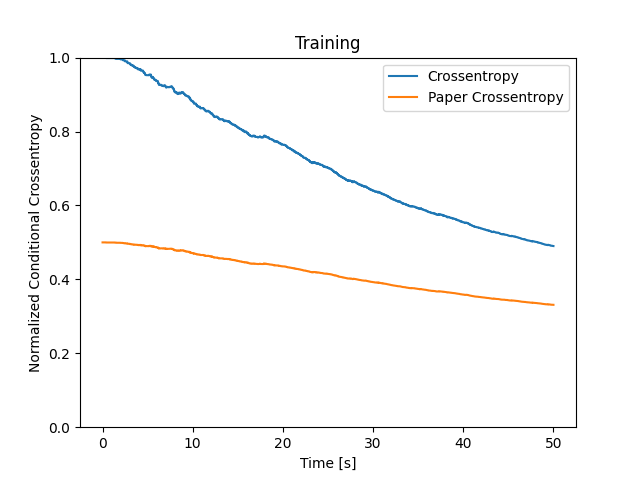 Training
Crossentropy
Paper Crossentropy
Normalized Conditional Crossentropy
1.0
0.8
0.6
0.4
0.2
0.0
0 10 20 30 40 50
Time [s]